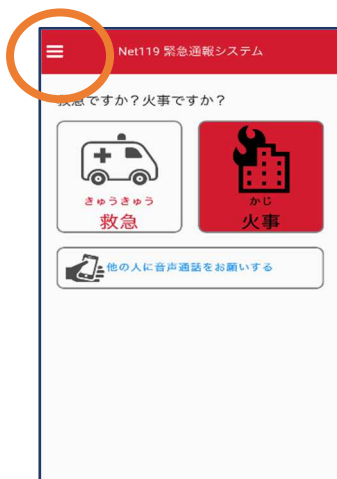 Net119 緊急通報システム
救急ですか？火事ですか？
きゅうきゅう
救急
かじ
火事
他の人に音声通話をお願いする